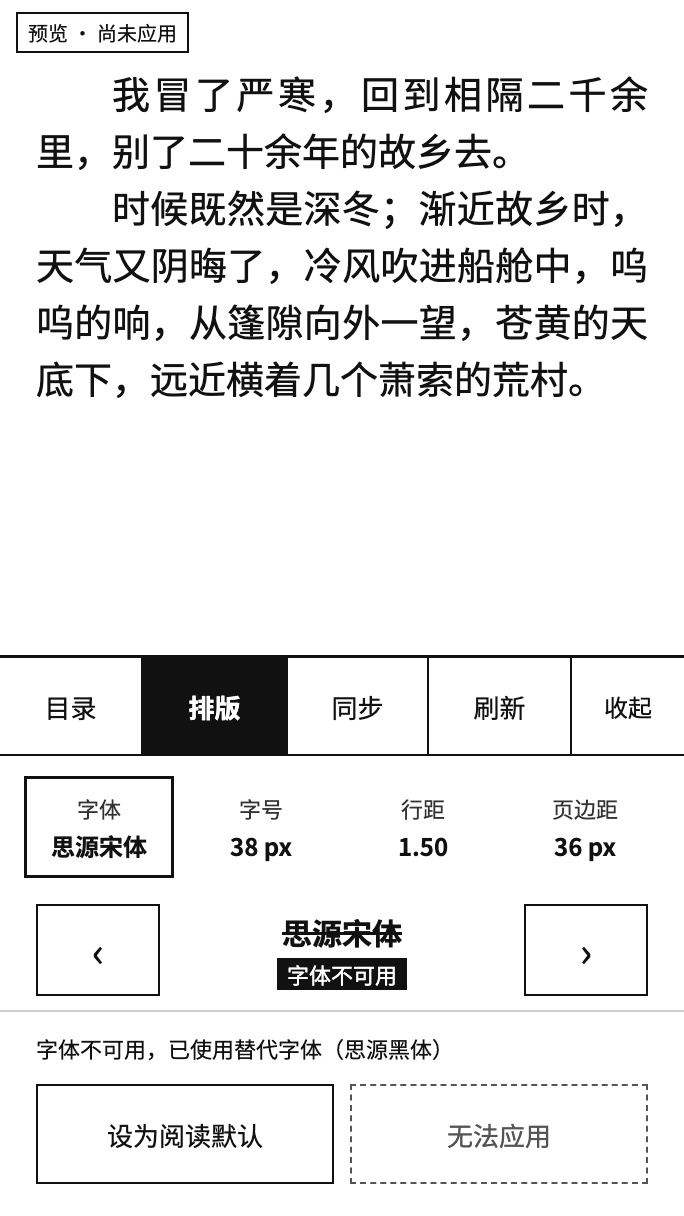 预览 · 尚未应用
我冒了严寒，回到相隔二千余
里，别了二十余年的故乡去。
时候既然是深冬；渐近故乡时，
天气又阴晦了，冷风吹进船舱中，呜
呜的响，从篷隙向外一望，苍黄的天
底下，远近横着几个萧索的荒村。
目录 排版 同步 刷新 收起
字体 字号 行距 页边距
思源宋体 38 px 1.50 36 px
‹ 思源宋体 ›
字体不可用
字体不可用，已使用替代字体（思源黑体）
设为阅读默认 无法应用